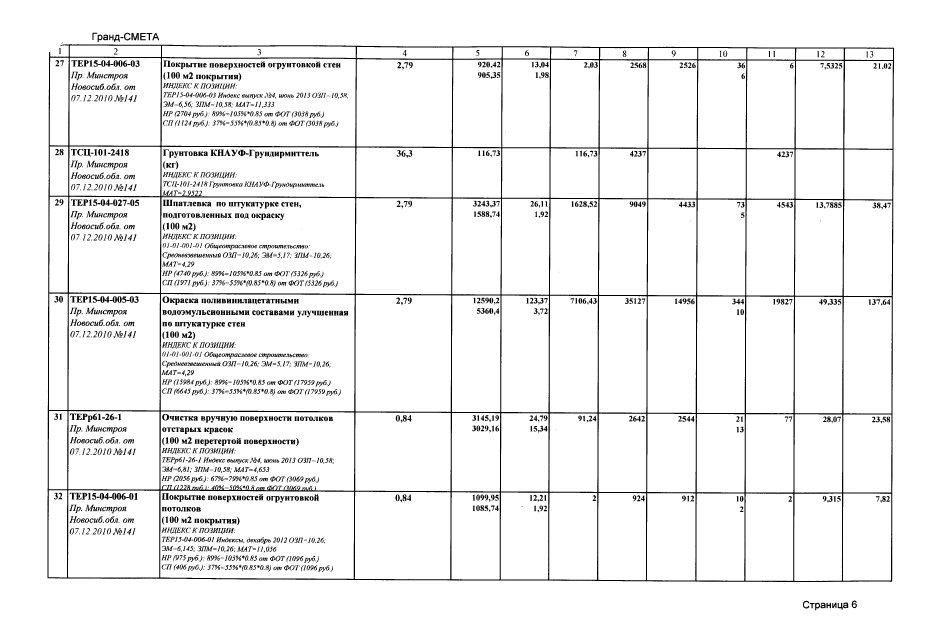 Гранд-СМЕТА
1 2 3 4 5 6 7 8 9 10 11 12 13
27 ТЕР15-04-006-03 Покрытие поверхностей огрунтовкой стен 2,79 920,42 13,04 2,03 2568 2526 36 6 7,5325 21,02
Пр. Минстроя (100 м2 покрытия) 905,35 1,98 6
Новосиб.обл. от ИНДЕКС К ПОЗИЦИИ:
07.12.2010 №141 ТЕР15-04-006-03 Индекс выпуск №4, июнь 2013 ОЗП=10,58;
ЭМ=6,56; ЗПМ=10,58; МАТ=11,333
НР (2704 руб.): 89%=105%*0.85 от ФОТ (3038 руб.)
СП (1124 руб.): 37%=55%*(0.85*0.8) от ФОТ (3038 руб.)
28 ТСЦ-101-2418 Грунтовка КНАУФ-Грундирмиттель 36,3 116,73 116,73 4237 4237
Пр. Минстроя (кг)
Новосиб.обл. от ИНДЕКС К ПОЗИЦИИ:
07.12.2010 №141 ТСЦ-101-2418 Грунтовка КНАУФ-Грундирмиттель
МАТ=2,9522
29 ТЕР15-04-027-05 Шпатлевка по штукатурке стен, 2,79 3243,37 26,11 1628,52 9049 4433 73 4543 13,7885 38,47
Пр. Минстроя подготовленных под окраску 1588,74 1,92 5
Новосиб.обл. от (100 м2)
07.12.2010 №141 ИНДЕКС К ПОЗИЦИИ:
01-01-001-01 Общеотраслевое строительство:
Средневзвешенный ОЗП=10,26; ЭМ=5,17; ЗПМ=10,26;
МАТ=4,29
НР (4740 руб.): 89%=105%*0.85 от ФОТ (5326 руб.)
СП (1971 руб.): 37%=55%*(0.85*0.8) от ФОТ (5326 руб.)
30 ТЕР15-04-005-03 Окраска поливинилацетатными 2,79 12590,2 123,37 7106,43 35127 14956 344 19827 49,335 137,64
Пр. Минстроя водоэмульсионными составами улучшенная 5360,4 3,72 10
Новосиб.обл. от по штукатурке стен
07.12.2010 №141 (100 м2)
ИНДЕКС К ПОЗИЦИИ:
01-01-001-01 Общеотраслевое строительство:
Средневзвешенный ОЗП=10,26; ЭМ=5,17; ЗПМ=10,26;
МАТ=4,29
НР (15984 руб.): 89%=105%*0.85 от ФОТ (17959 руб.)
СП (6645 руб.): 37%=55%*(0.85*0.8) от ФОТ (17959 руб.)
31 ТЕРр61-26-1 Очистка вручную поверхности потолков 0,84 3145,19 24,79 91,24 2642 2544 21 77 28,07 23,58
Пр. Минстроя отстарых красок 3029,16 15,34 13
Новосиб.обл. от (100 м2 перетертой поверхности)
07.12.2010 №141 ИНДЕКС К ПОЗИЦИИ:
ТЕРр61-26-1 Индекс выпуск №4, июнь 2013 ОЗП=10,58;
ЭМ=6,81; ЗПМ=10,58; МАТ=4,653
НР (2056 руб.): 67%=79%*0.85 от ФОТ (3069 руб.)
СП (1228 руб.): 40%=50%*0.8 от ФОТ (3069 руб.)
32 ТЕР15-04-006-01 Покрытие поверхностей огрунтовкой 0,84 1099,95 12,21 2 924 912 10 2 9,315 7,82
Пр. Минстроя потолков 1085,74 1,92 2
Новосиб.обл. от (100 м2 покрытия)
07.12.2010 №141 ИНДЕКС К ПОЗИЦИИ:
ТЕР15-04-006-01 Индексы, декабрь 2012 ОЗП=10,26;
ЭМ=6,145; ЗПМ=10,26; МАТ=11,056
НР (975 руб.): 89%=105%*0.85 от ФОТ (1096 руб.)
СП (406 руб.): 37%=55%*(0.85*0.8) от ФОТ (1096 руб.)
Страница 6